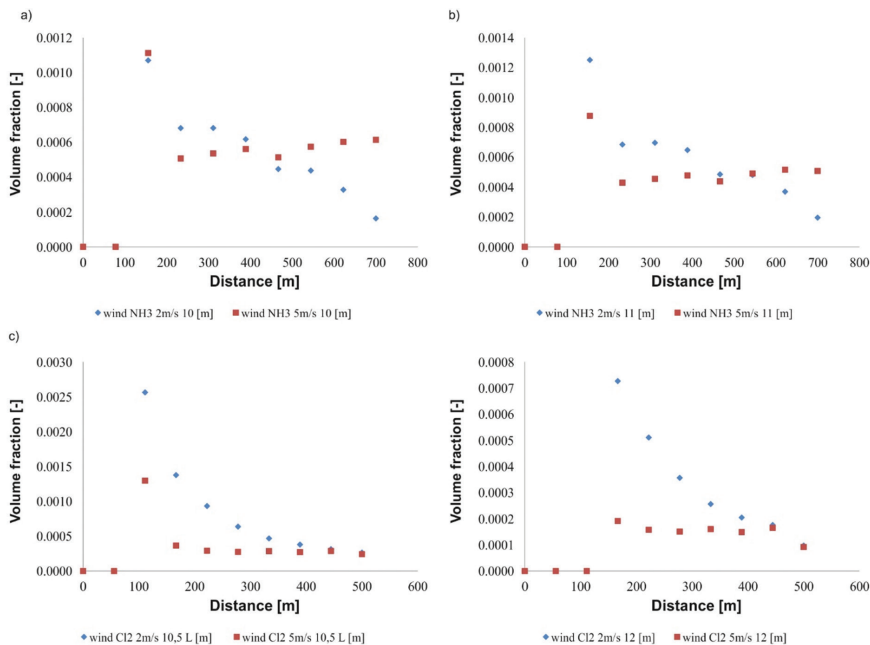 a)
0.0012
0.0010
0.0008
0.0006
0.0004
0.0002
0.0000
Volume fraction [-]
0 100 200 300 400 500 600 700 800
Distance [m]
wind NH3 2m/s 10 [m] wind NH3 5m/s 10 [m]
b)
0.0014
0.0012
0.0010
0.0008
0.0006
0.0004
0.0002
0.0000
Volume fraction [-]
0 100 200 300 400 500 600 700 800
Distance [m]
wind NH3 2m/s 11 [m] wind NH3 5m/s 11 [m]
c)
0.0030
0.0025
0.0020
0.0015
0.0010
0.0005
0.0000
Volume fraction [-]
0 100 200 300 400 500 600
Distance [m]
wind Cl2 2m/s 10,5 L [m] wind Cl2 5m/s 10,5 L [m]
0.0008
0.0007
0.0006
0.0005
0.0004
0.0003
0.0002
0.0001
0.0000
Volume fraction [-]
0 100 200 300 400 500 600
Distance [m]
wind Cl2 2m/s 12 [m] wind Cl2 5m/s 12 [m]